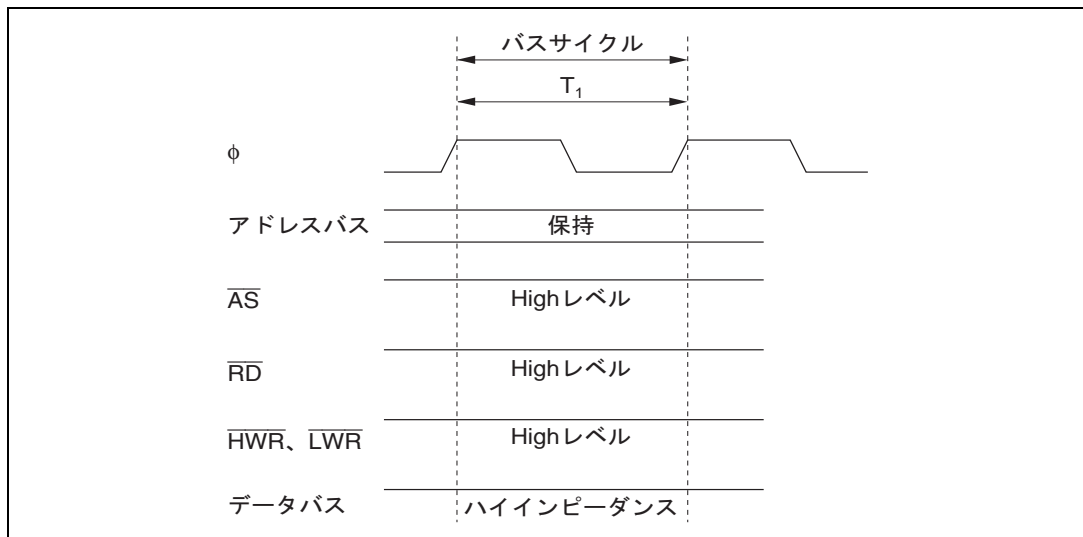 バスサイクル
T₁
φ
アドレスバス 保持
AS Highレベル
RD Highレベル
HWR、LWR Highレベル
データバス ハイインピーダンス